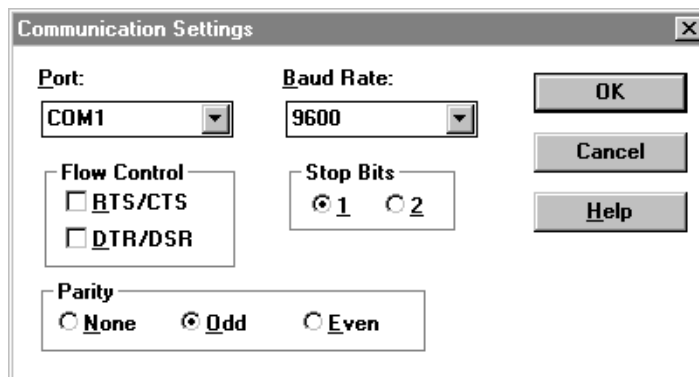 Communication Settings
Port:
Baud Rate:
COM1
9600
OK
Cancel
Help
Flow Control
RTS/CTS
DTR/DSR
Stop Bits
1 2
Parity
None Odd Even